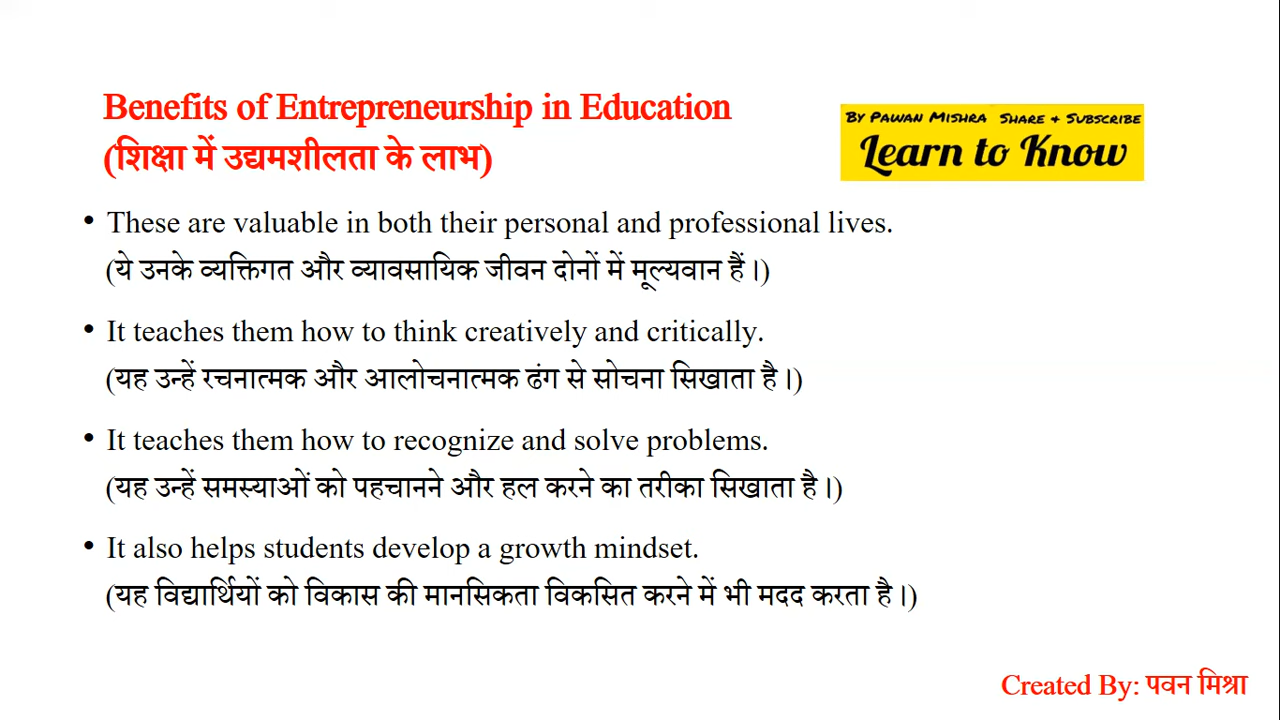 Benefits of Entrepreneurship in Education
(शिक्षा में उद्यमशीलता के लाभ)
By Pawan Mishra Share & Subscribe
Learn to Know
• These are valuable in both their personal and professional lives.
(ये उनके व्यक्तिगत और व्यावसायिक जीवन दोनों में मूल्यवान हैं।)
• It teaches them how to think creatively and critically.
(यह उन्हें रचनात्मक और आलोचनात्मक ढंग से सोचना सिखाता है।)
• It teaches them how to recognize and solve problems.
(यह उन्हें समस्याओं को पहचानने और हल करने का तरीका सिखाता है।)
• It also helps students develop a growth mindset.
(यह विद्यार्थियों को विकास की मानसिकता विकसित करने में भी मदद करता है।)
Created By: पवन मिश्रा